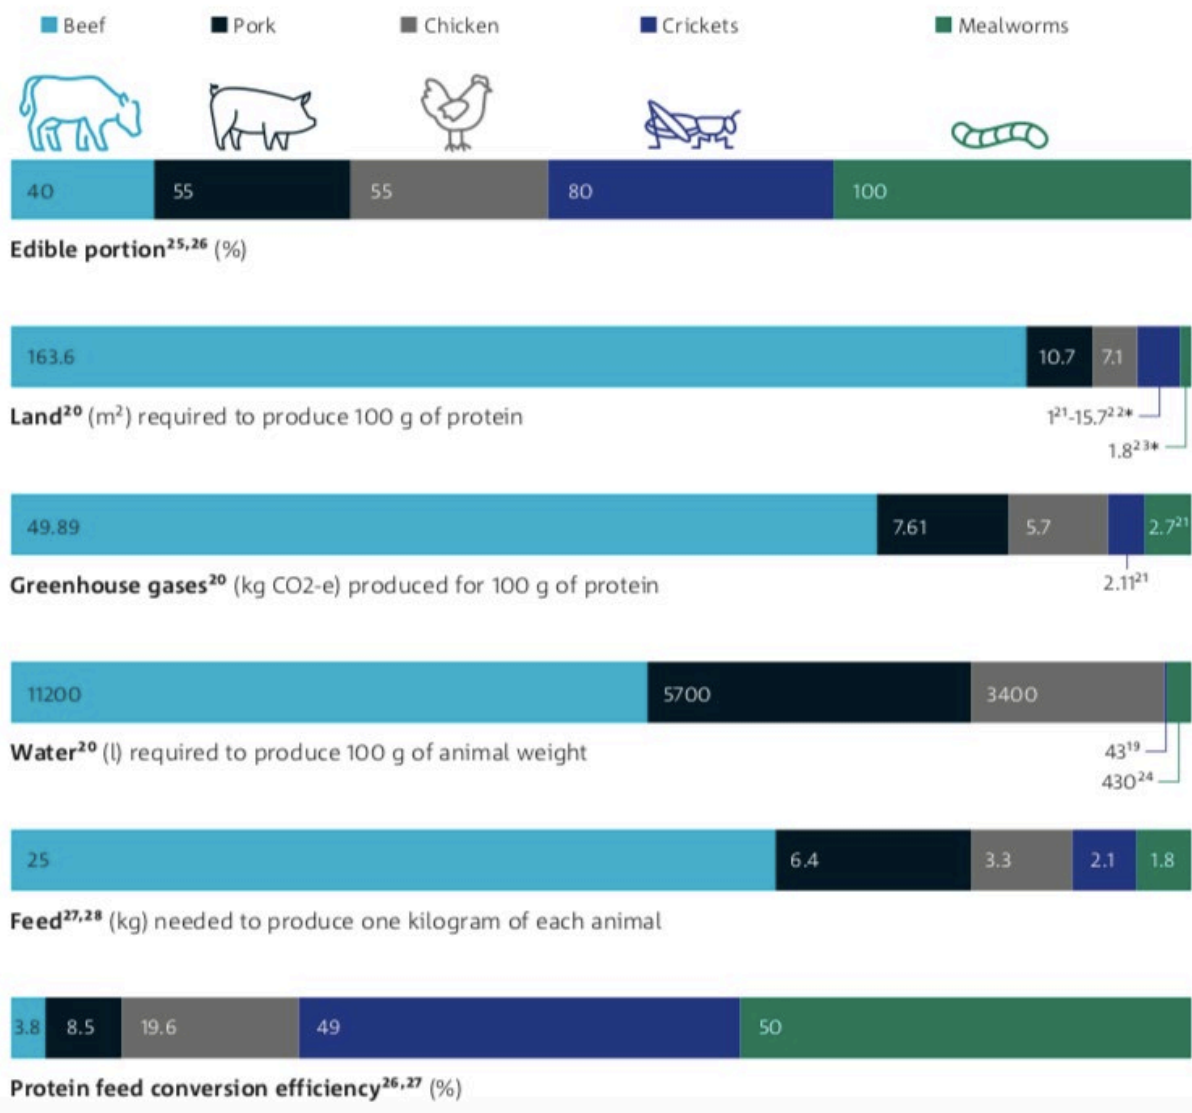 Beef Pork Chicken Crickets Mealworms
40 55 55 80 100
Edible portion²⁵,²⁶ (%)
163.6 10.7 7.1
Land²⁰ (m²) required to produce 100 g of protein
1²¹-15.7²²*
1.8²³*
49.89 7.61 5.7 2.7²¹
Greenhouse gases²⁰ (kg CO2-e) produced for 100 g of protein
2.11²¹
11200 5700 3400
Water²⁰ (l) required to produce 100 g of animal weight
43¹⁹
430²⁴
25 6.4 3.3 2.1 1.8
Feed²⁷,²⁸ (kg) needed to produce one kilogram of each animal
3.8 8.5 19.6 49 50
Protein feed conversion efficiency²⁶,²⁷ (%)